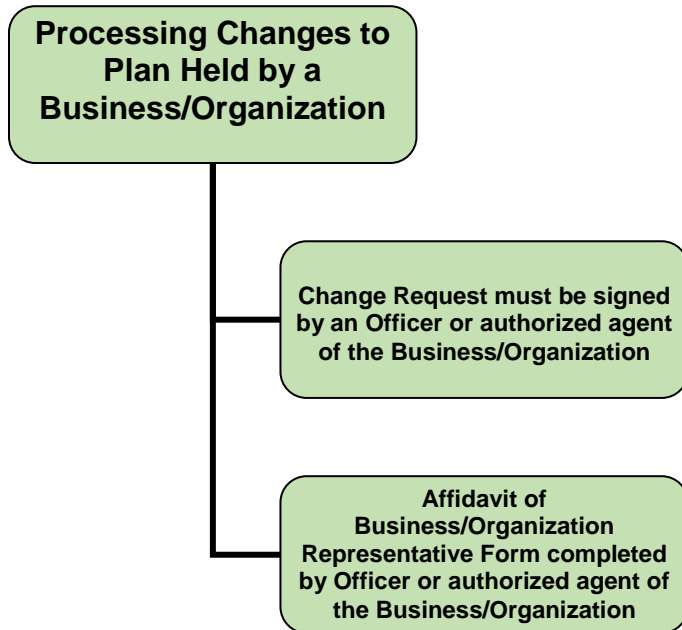 Processing Changes to
Plan Held by a
Business/Organization
Change Request must be signed
by an Officer or authorized agent
of the Business/Organization
Affidavit of
Business/Organization
Representative Form completed
by Officer or authorized agent of
the Business/Organization